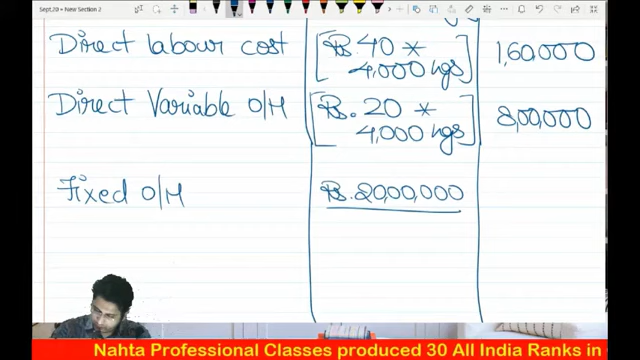 Sept.20 New Section 2
Direct labour cost [Rs 40 * 1,60,000
4,000 kgs]
Direct Variable O/H [Rs. 20 * 8,00,000
4,000 kgs]
Fixed O/H Rs. 20,00,000
Nahta Professional Classes produced 30 All India Ranks in